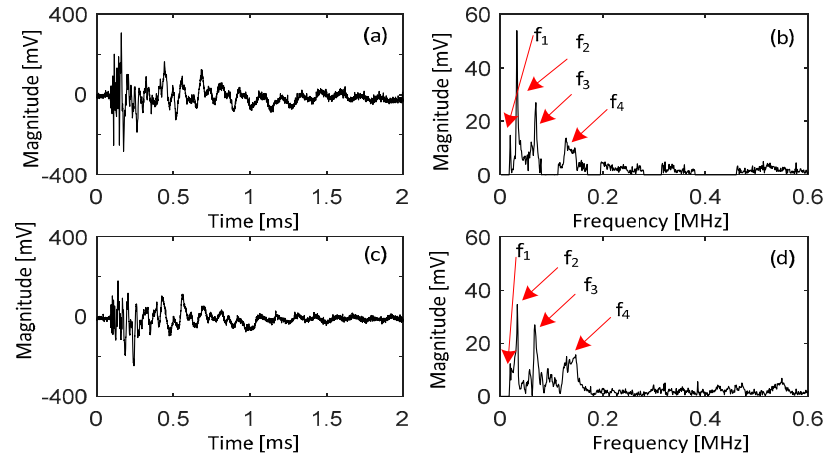 400
0
-400
Magnitude [mV]
0
0.5
1
1.5
2
Time [ms]
(a)
60
40
20
0
Magnitude [mV]
0
0.2
0.4
0.6
Frequency [MHz]
f1
f2
f3
f4
(b)
400
0
-400
Magnitude [mV]
0
0.5
1
1.5
2
Time [ms]
(c)
60
40
20
0
Magnitude [mV]
0
0.2
0.4
0.6
Frequency [MHz]
f1
f2
f3
f4
(d)